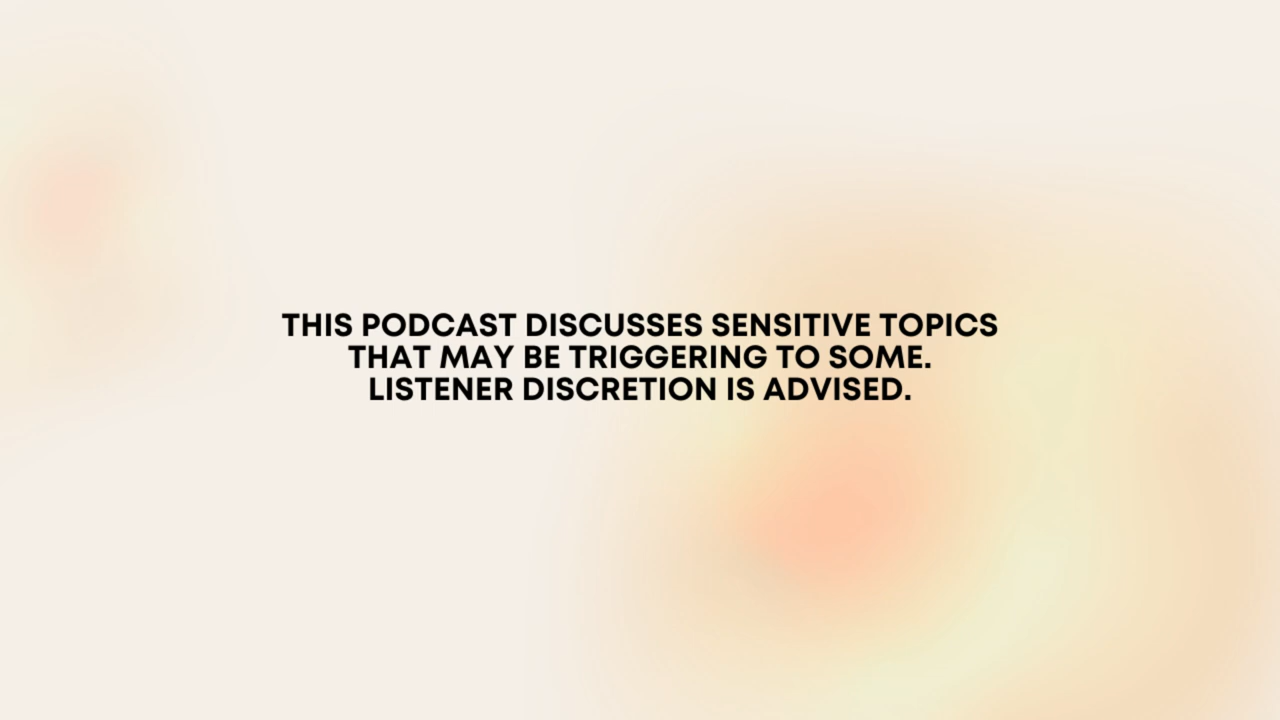 THIS PODCAST DISCUSSES SENSITIVE TOPICS
THAT MAY BE TRIGGERING TO SOME.
LISTENER DISCRETION IS ADVISED.